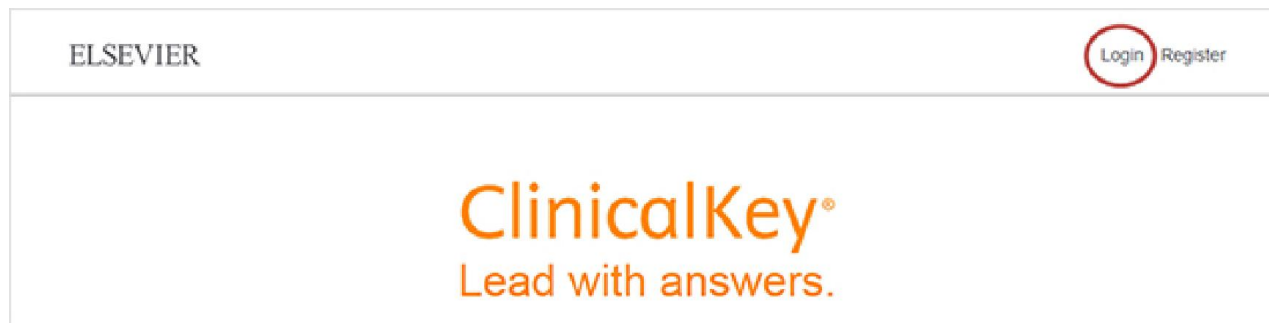 ELSEVIER
Login Register
ClinicalKey®
Lead with answers.